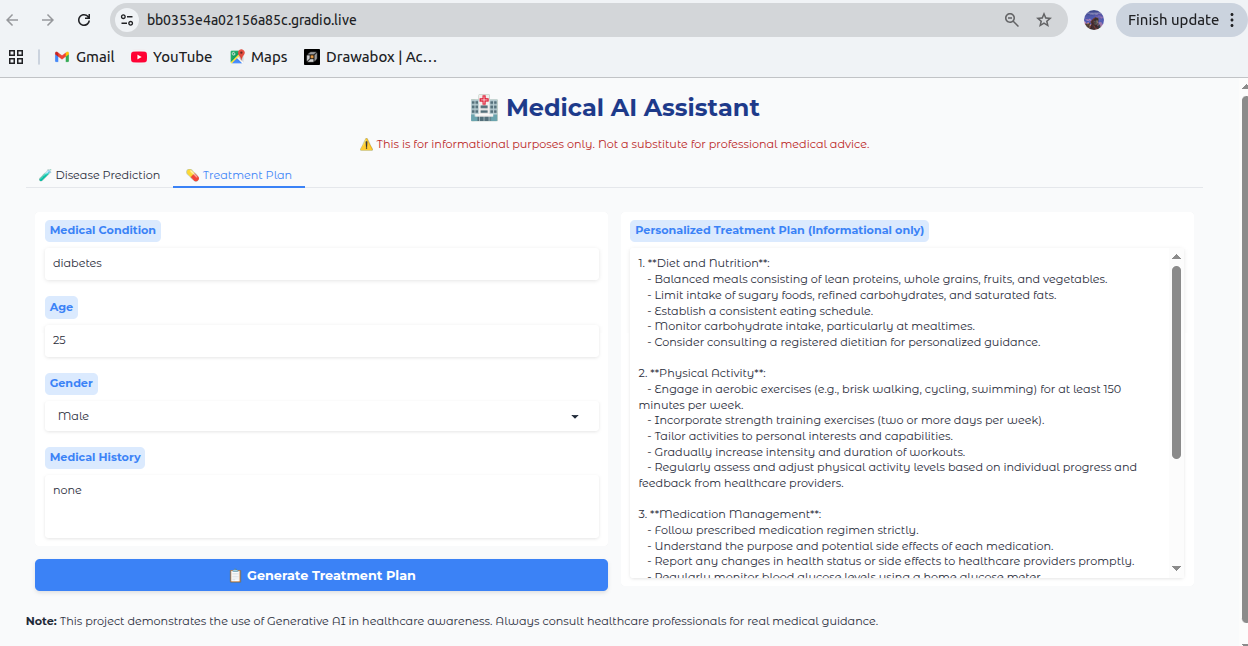 bb0353e4a02156a85c.gradio.live
Finish update
Gmail
YouTube
Maps
Drawabox | Ac...
Medical AI Assistant
This is for informational purposes only. Not a substitute for professional medical advice.
Disease Prediction
Treatment Plan
Medical Condition
diabetes
Age
25
Gender
Male
Medical History
none
Generate Treatment Plan
Personalized Treatment Plan (Informational only)
1. **Diet and Nutrition**:
- Balanced meals consisting of lean proteins, whole grains, fruits, and vegetables.
- Limit intake of sugary foods, refined carbohydrates, and saturated fats.
- Establish a consistent eating schedule.
- Monitor carbohydrate intake, particularly at mealtimes.
- Consider consulting a registered dietitian for personalized guidance.
2. **Physical Activity**:
- Engage in aerobic exercises (e.g., brisk walking, cycling, swimming) for at least 150
minutes per week.
- Incorporate strength training exercises (two or more days per week).
- Tailor activities to personal interests and capabilities.
- Gradually increase intensity and duration of workouts.
- Regularly assess and adjust physical activity levels based on individual progress and
feedback from healthcare providers.
3. **Medication Management**:
- Follow prescribed medication regimen strictly.
- Understand the purpose and potential side effects of each medication.
- Report any changes in health status or side effects to healthcare providers promptly.
- Regularly monitor blood glucose levels using a home glucose meter.
Note: This project demonstrates the use of Generative AI in healthcare awareness. Always consult healthcare professionals for real medical guidance.